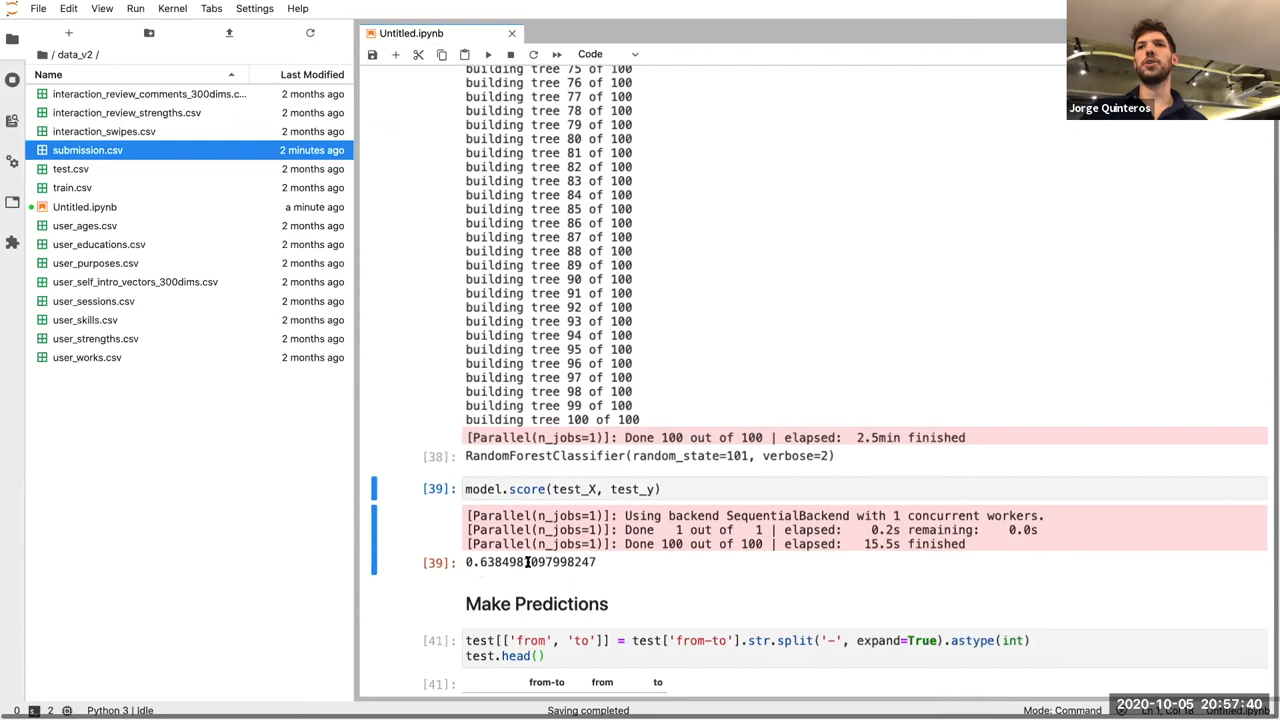 File Edit View Run Kernel Tabs Settings Help
/ data_v2 /
Name Last Modified
interaction_review_comments_300dims.c... 2 months ago
interaction_review_strengths.csv 2 months ago
interaction_swipes.csv 2 months ago
submission.csv 2 minutes ago
test.csv 2 months ago
train.csv 2 months ago
Untitled.ipynb a minute ago
user_ages.csv 2 months ago
user_educations.csv 2 months ago
user_purposes.csv 2 months ago
user_self_intro_vectors_300dims.csv 2 months ago
user_sessions.csv 2 months ago
user_skills.csv 2 months ago
user_strengths.csv 2 months ago
user_works.csv 2 months ago
Untitled.ipynb
Code
building tree 75 of 100
building tree 76 of 100
building tree 77 of 100
building tree 78 of 100
building tree 79 of 100
building tree 80 of 100
building tree 81 of 100
building tree 82 of 100
building tree 83 of 100
building tree 84 of 100
building tree 85 of 100
building tree 86 of 100
building tree 87 of 100
building tree 88 of 100
building tree 89 of 100
building tree 90 of 100
building tree 91 of 100
building tree 92 of 100
building tree 93 of 100
building tree 94 of 100
building tree 95 of 100
building tree 96 of 100
building tree 97 of 100
building tree 98 of 100
building tree 99 of 100
building tree 100 of 100
[Parallel(n_jobs=1)]: Done 100 out of 100 | elapsed: 2.5min finished
[38]: RandomForestClassifier(random_state=101, verbose=2)
[39]: model.score(test_X, test_y)
[Parallel(n_jobs=1)]: Using backend SequentialBackend with 1 concurrent workers.
[Parallel(n_jobs=1)]: Done 1 out of 1 | elapsed: 0.2s remaining: 0.0s
[Parallel(n_jobs=1)]: Done 100 out of 100 | elapsed: 15.5s finished
[39]:
Make Predictions
[41]: test[['from', 'to']] = test['from-to'].str.split('-', expand=True).astype(int)
test.head()
[41]: from-to from to
Jorge Quinteros
0 2 Python 3 | Idle Saving completed Mode: Command
2020-10-05 20:57:40